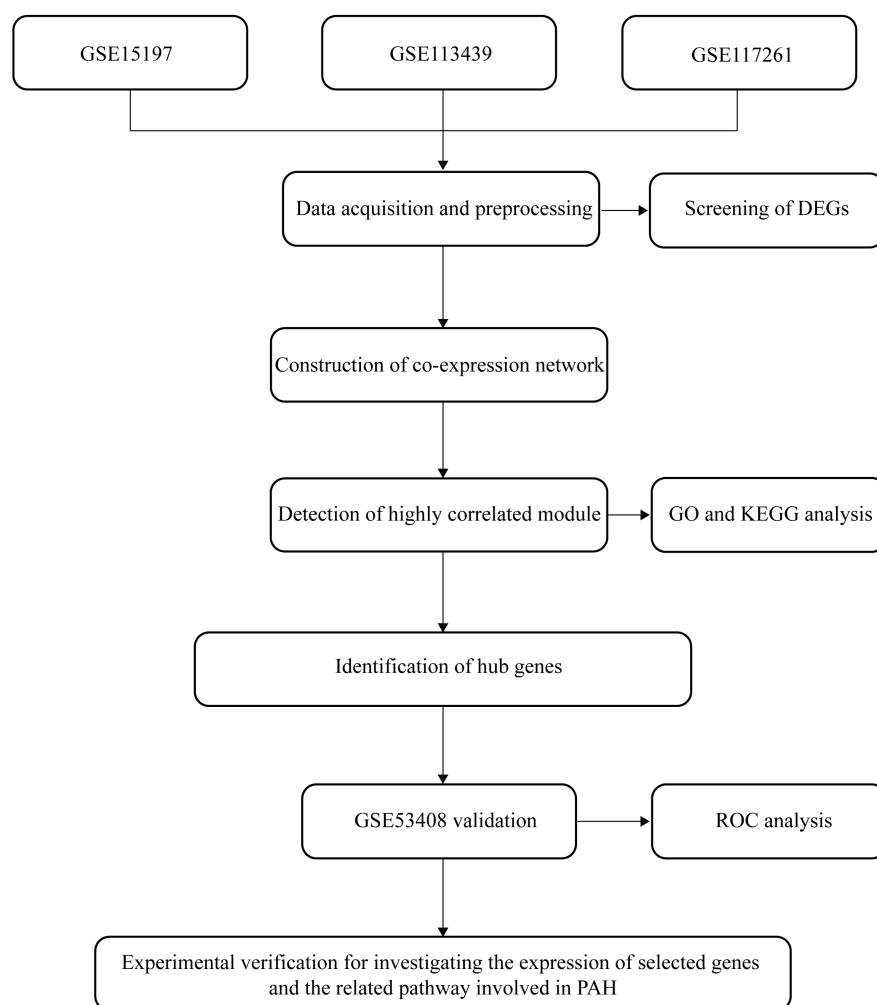 GSE15197
GSE113439
GSE117261
Data acquisition and preprocessing
Screening of DEGs
Construction of co-expression network
Detection of highly correlated module
GO and KEGG analysis
Identification of hub genes
GSE53408 validation
ROC analysis
Experimental verification for investigating the expression of selected genes
and the related pathway involved in PAH